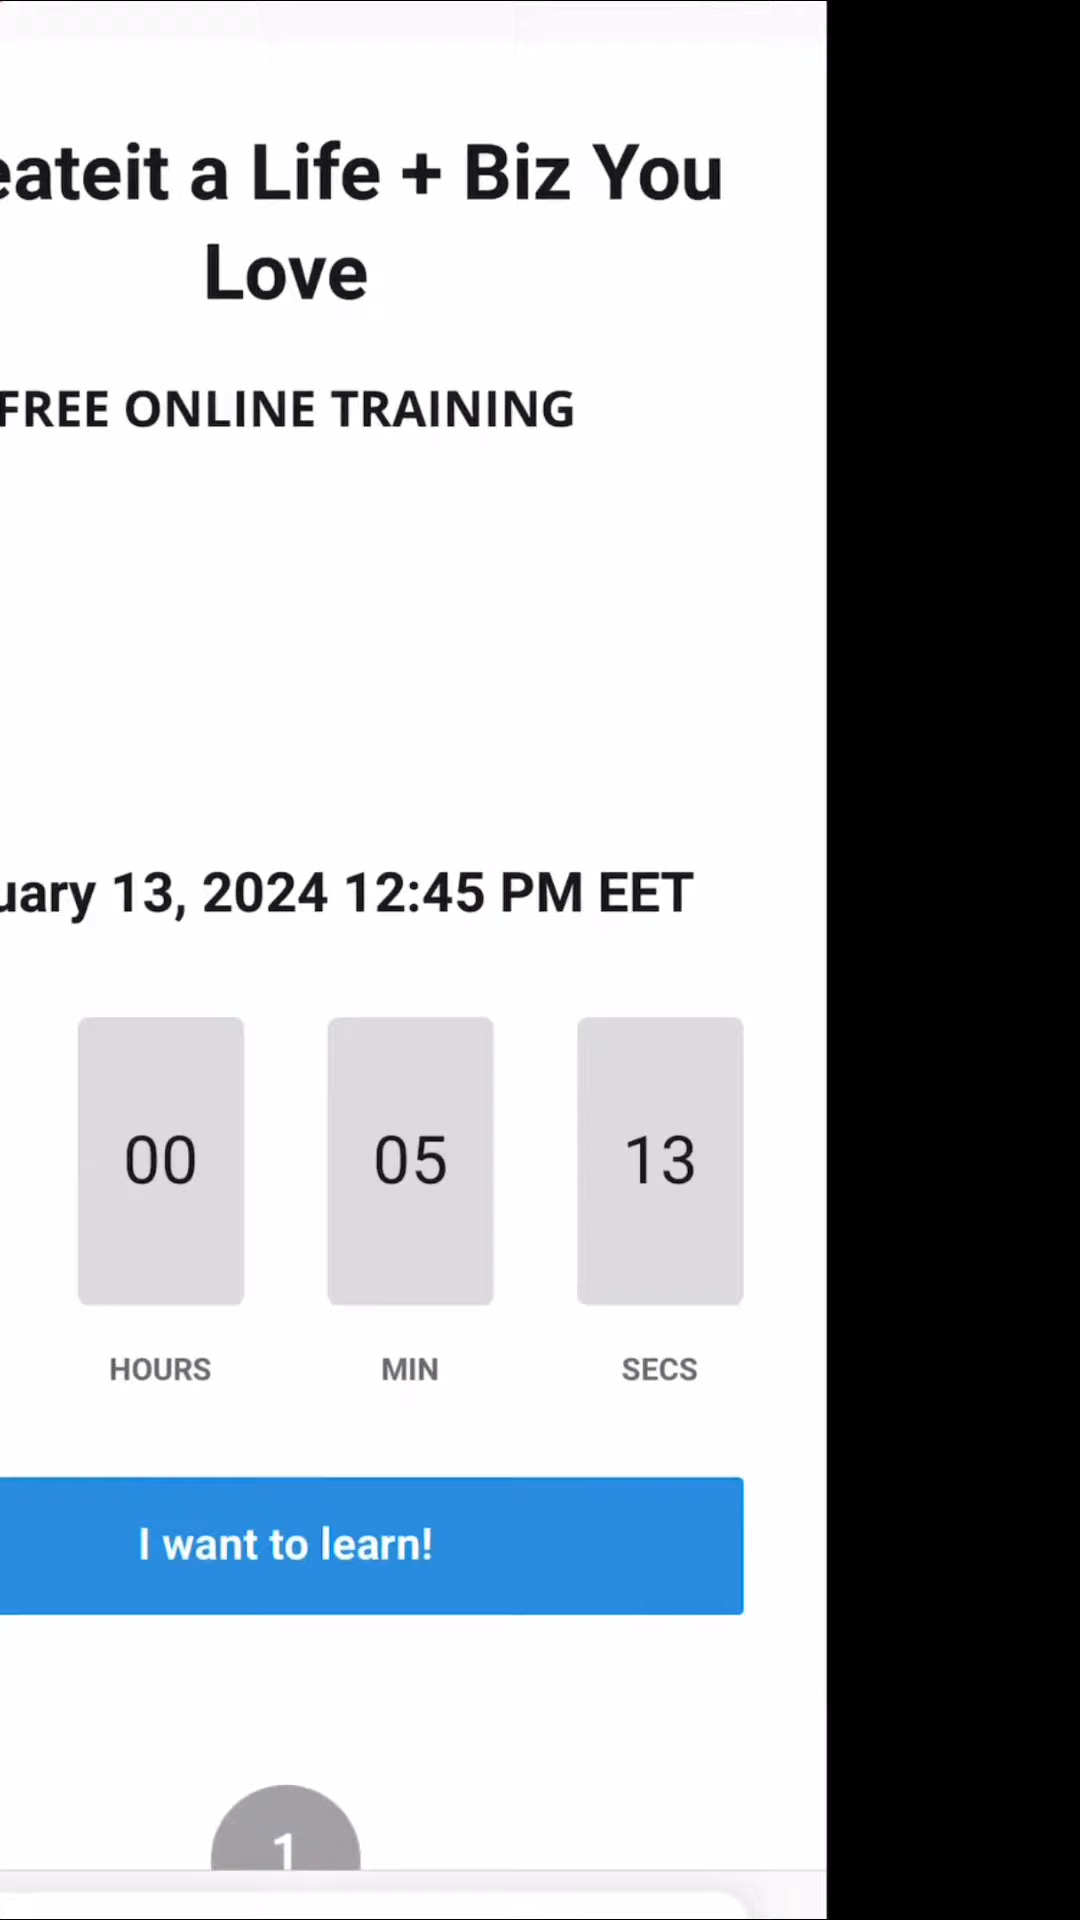 eateit a Life + Biz You
Love
FREE ONLINE TRAINING
uary 13, 2024 12:45 PM EET
00 05 13
HOURS MIN SECS
I want to learn!
1